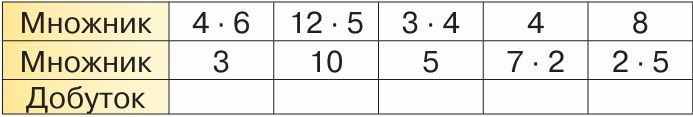 Множник 4 · 6 12 · 5 3 · 4 4 8
Множник 3 10 5 7 · 2 2 · 5
Добуток